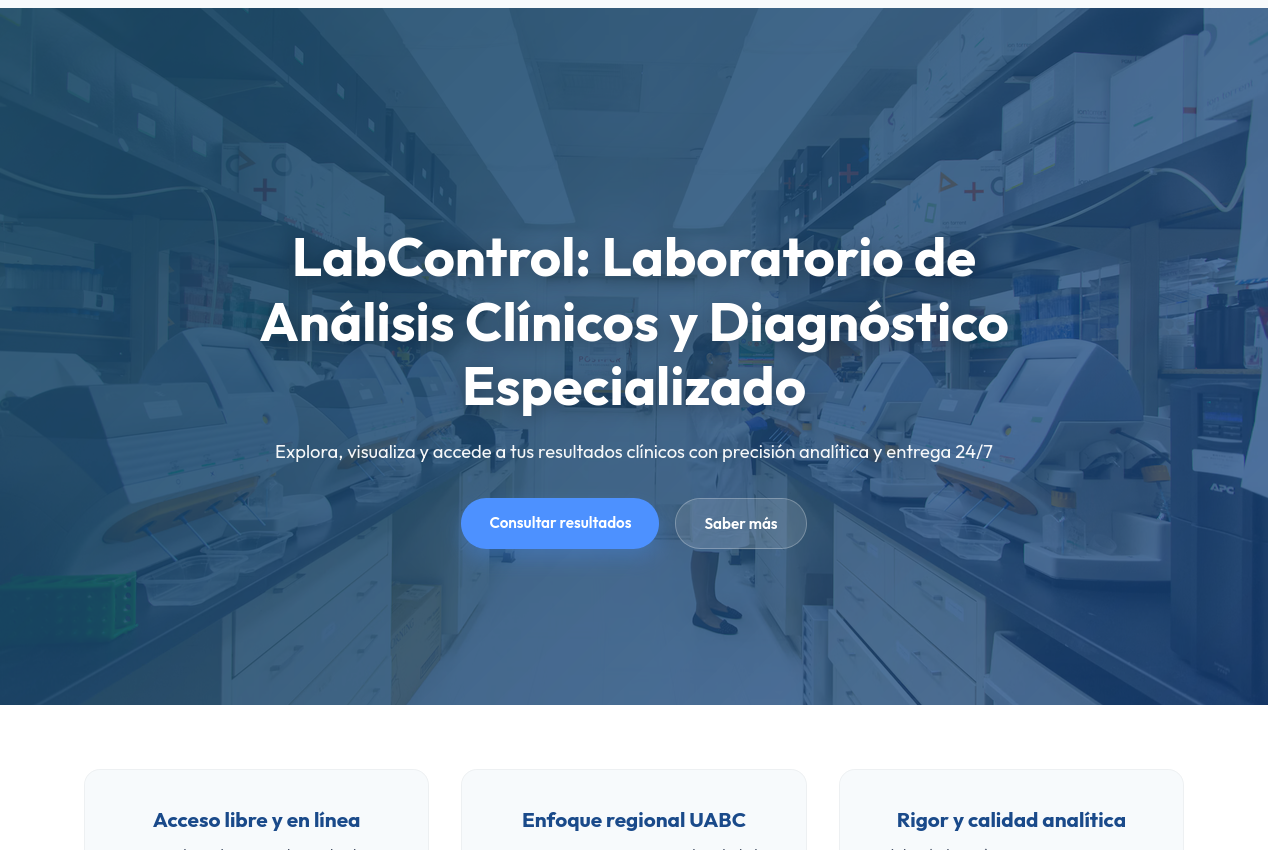 LabControl: Laboratorio de
Análisis Clínicos y Diagnóstico
Especializado
Explora, visualiza y accede a tus resultados clínicos con precisión analítica y entrega 24/7
Consultar resultados
Saber más
APC
Acceso libre y en línea
Enfoque regional UABC
Rigor y calidad analítica